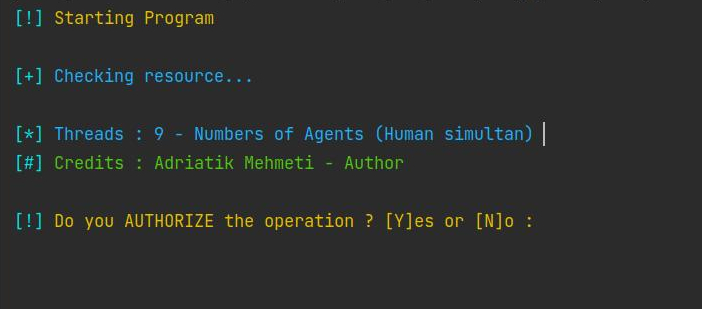 [!] Starting Program
[+] Checking resource...
[*] Threads : 9 - Numbers of Agents (Human simultan)
[#] Credits : Adriatik Mehmeti - Author
[!] Do you AUTHORIZE the operation ? [Y]es or [N]o :